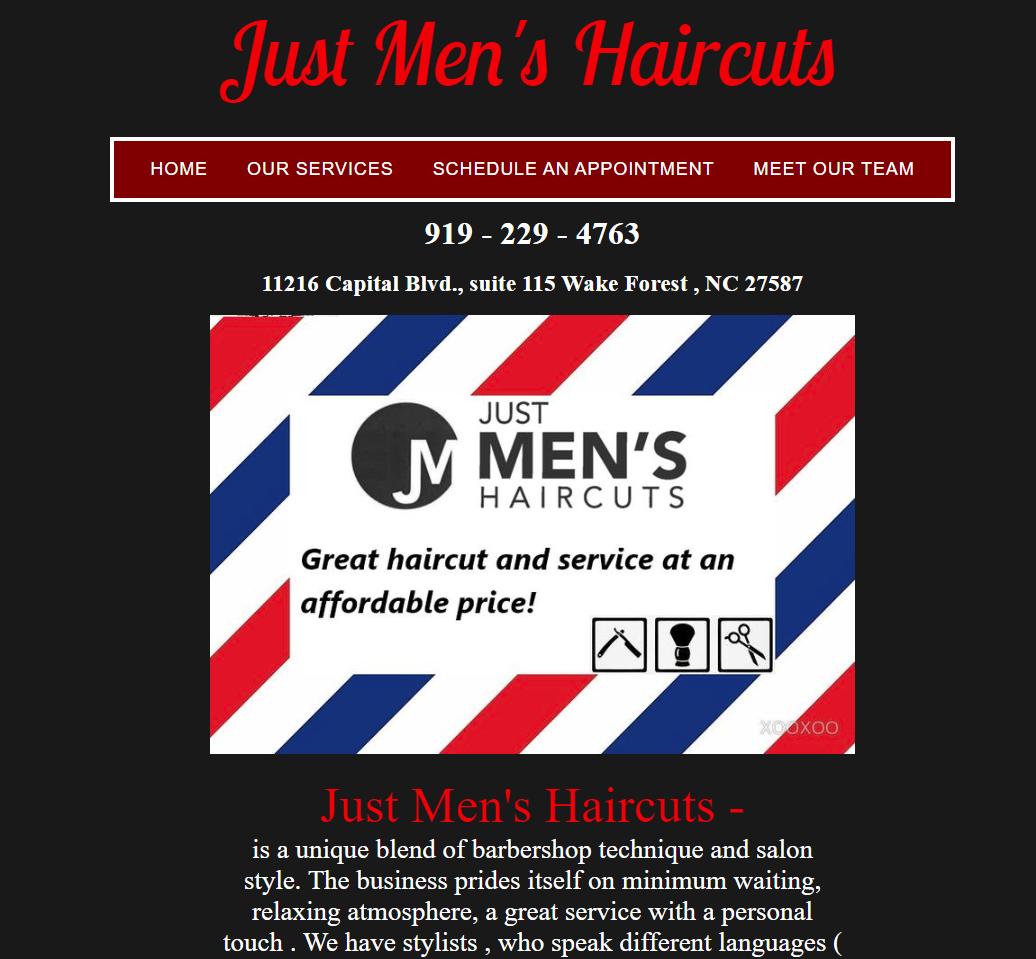 Just Men's Haircuts
HOME OUR SERVICES SCHEDULE AN APPOINTMENT MEET OUR TEAM
919 - 229 - 4763
11216 Capital Blvd., suite 115 Wake Forest , NC 27587
JM
JUST
MEN'S
HAIRCUTS
Great haircut and service at an
affordable price!
XOOXOO
Just Men's Haircuts -
is a unique blend of barbershop technique and salon
style. The business prides itself on minimum waiting,
relaxing atmosphere, a great service with a personal
touch . We have stylists , who speak different languages (